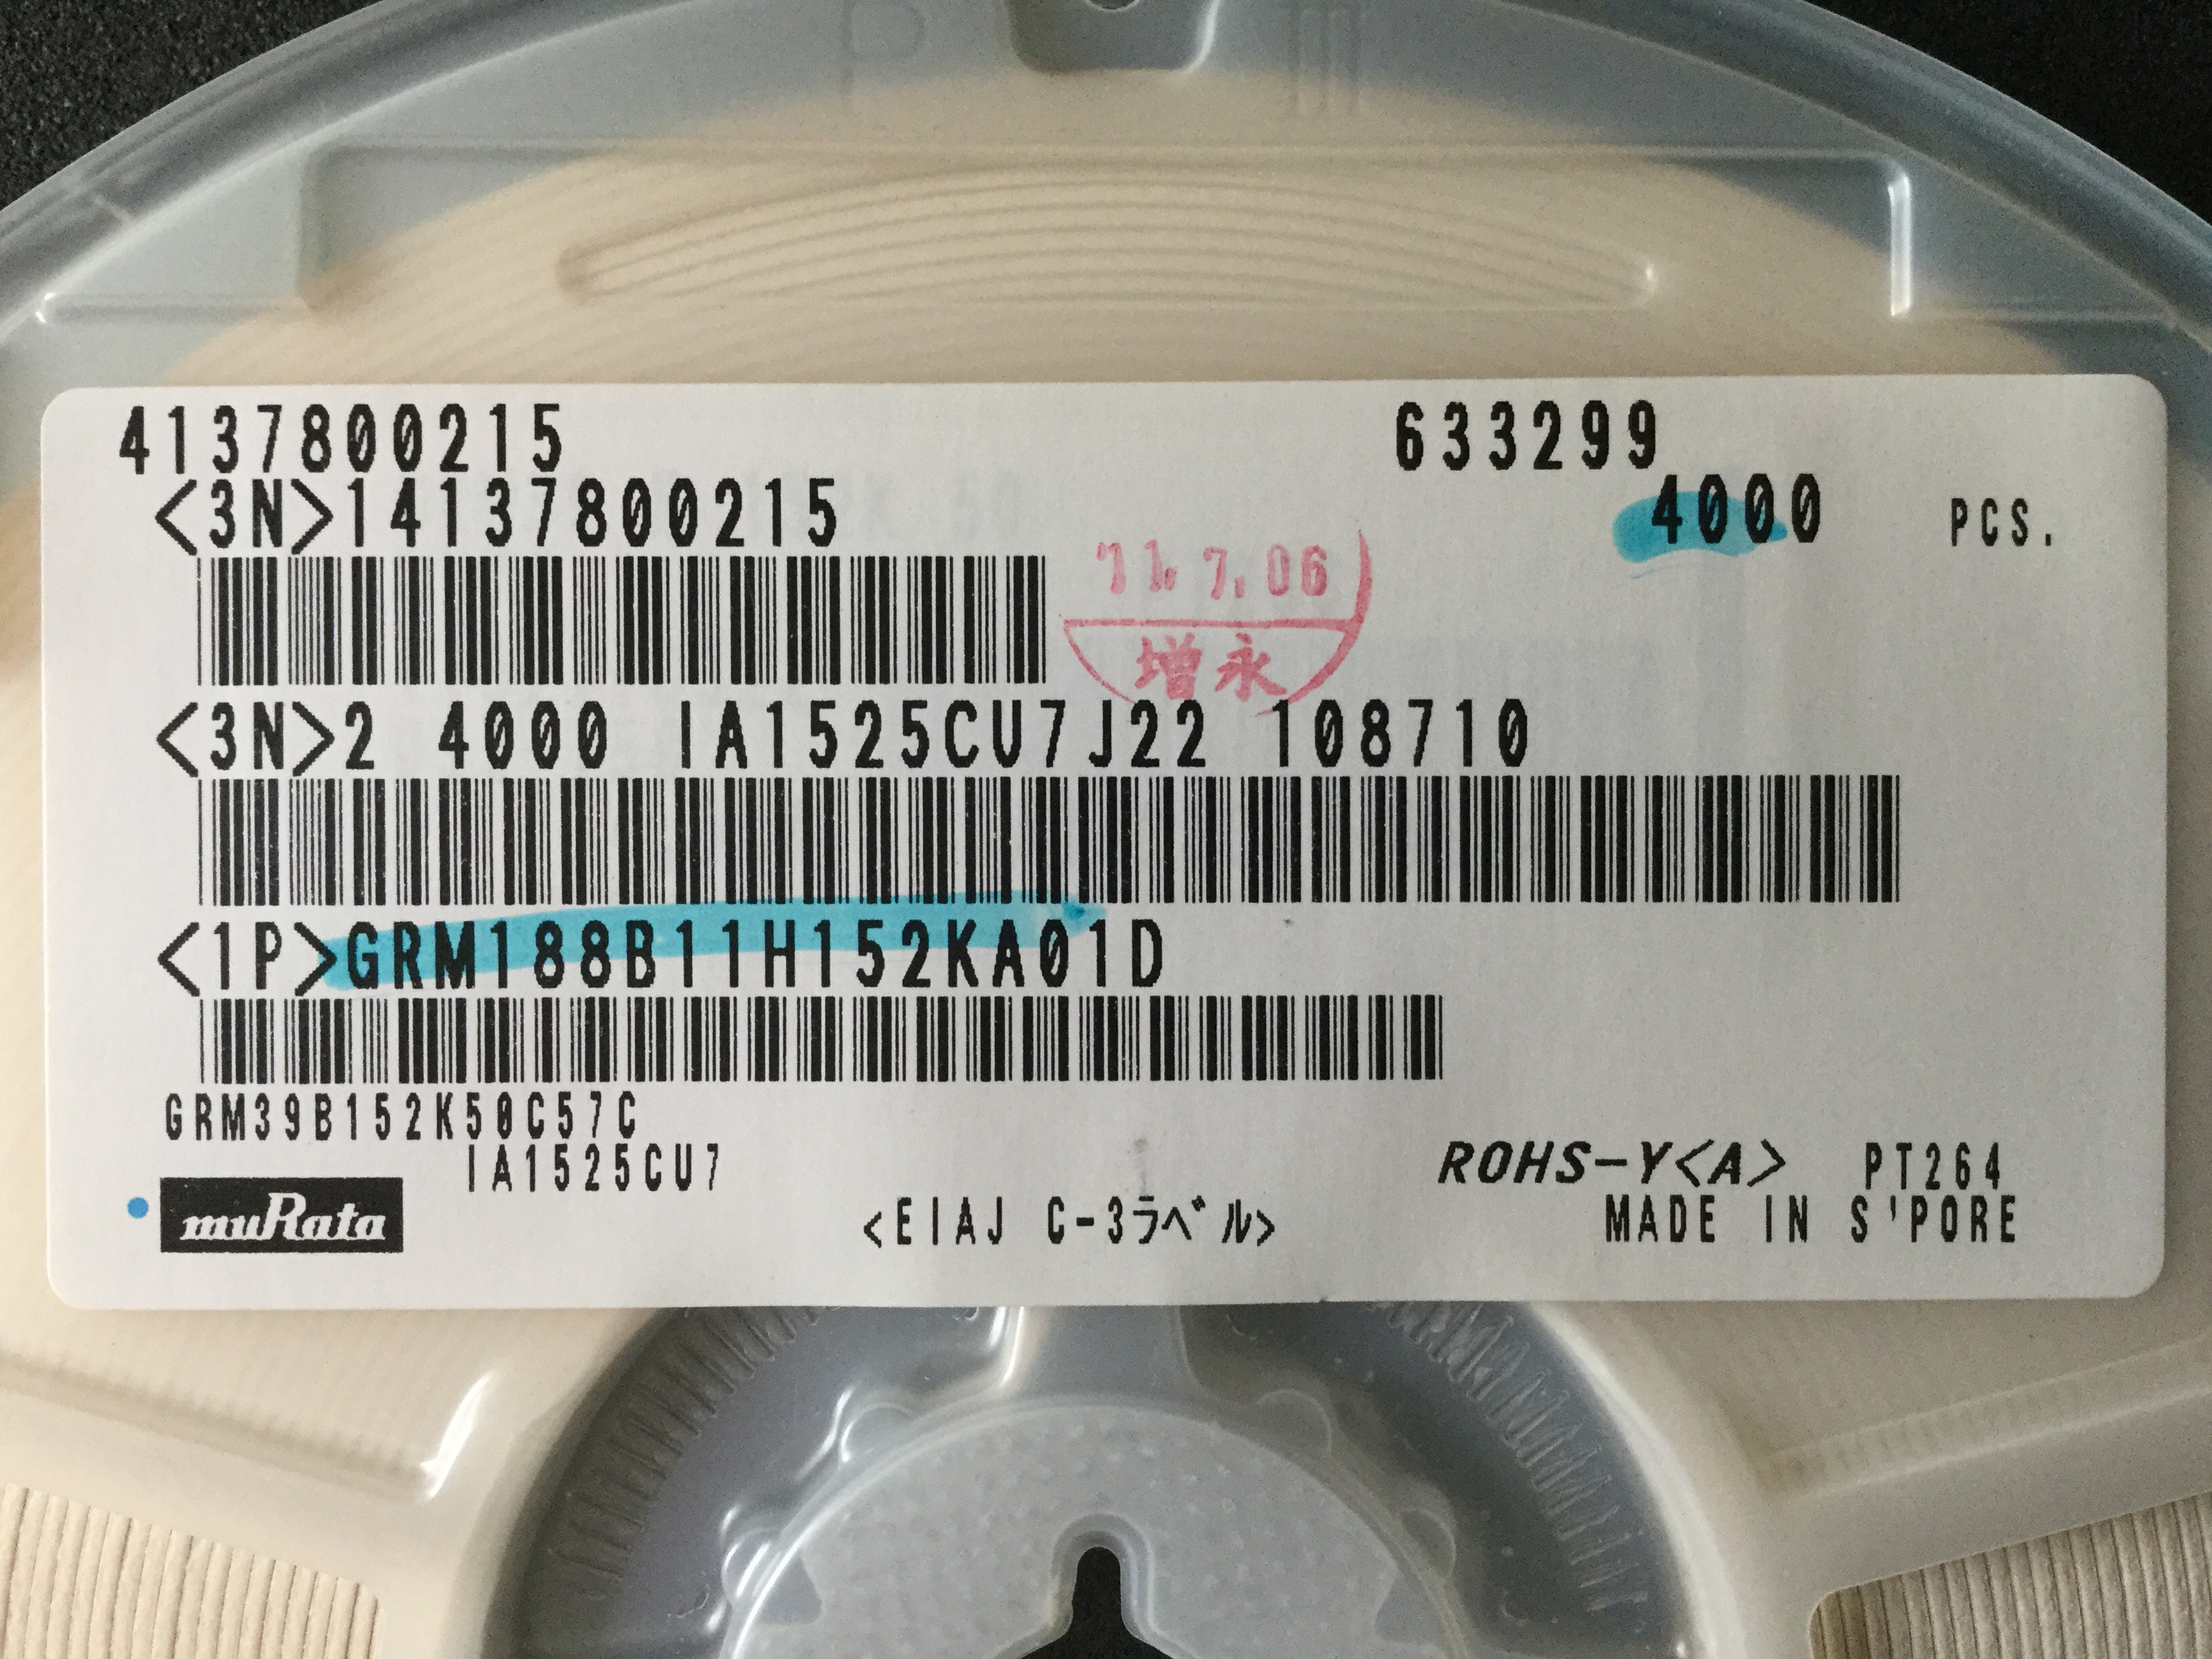 4137800215
633299
<3N>14137800215
4000 PCS.
7.06
増永
<3N>2 4000 IA1525CU7J22 108710
<1P>GRM188B11H152KA01D
GRM39B152K50C57C
IA1525CU7
ROHS-Y<A> PT264
muRata
<EIAJ C-3ラベル>
MADE IN S'PORE